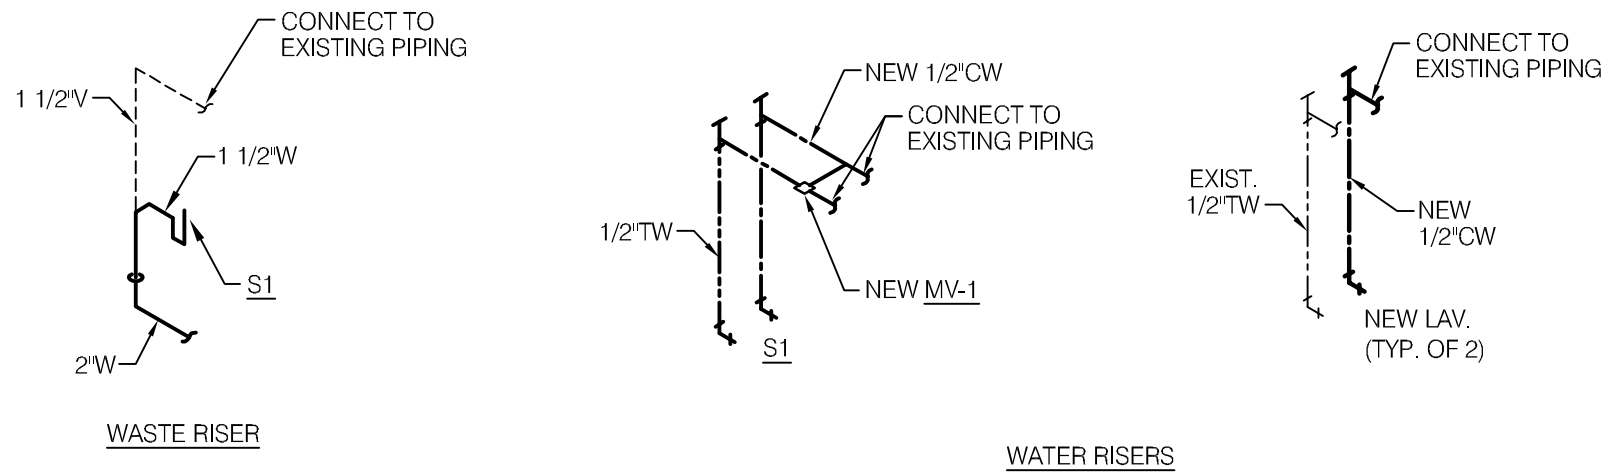 CONNECT TO
EXISTING PIPING
1 1/2"V
1 1/2"W
S1
2"W
WASTE RISER
NEW 1/2"CW
CONNECT TO
EXISTING PIPING
1/2"TW
NEW MV-1
S1
CONNECT TO
EXISTING PIPING
EXIST.
1/2"TW
NEW
1/2"CW
NEW LAV.
(TYP. OF 2)
WATER RISERS